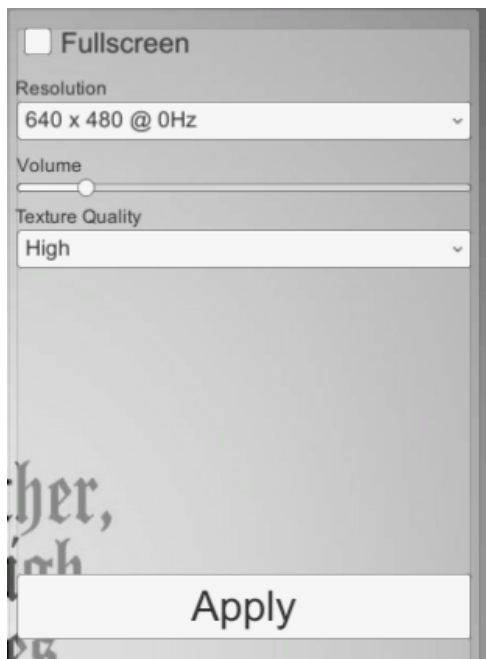 Fullscreen
Resolution
640 x 480 @ 0Hz
Volume
Texture Quality
High
her,
Apply